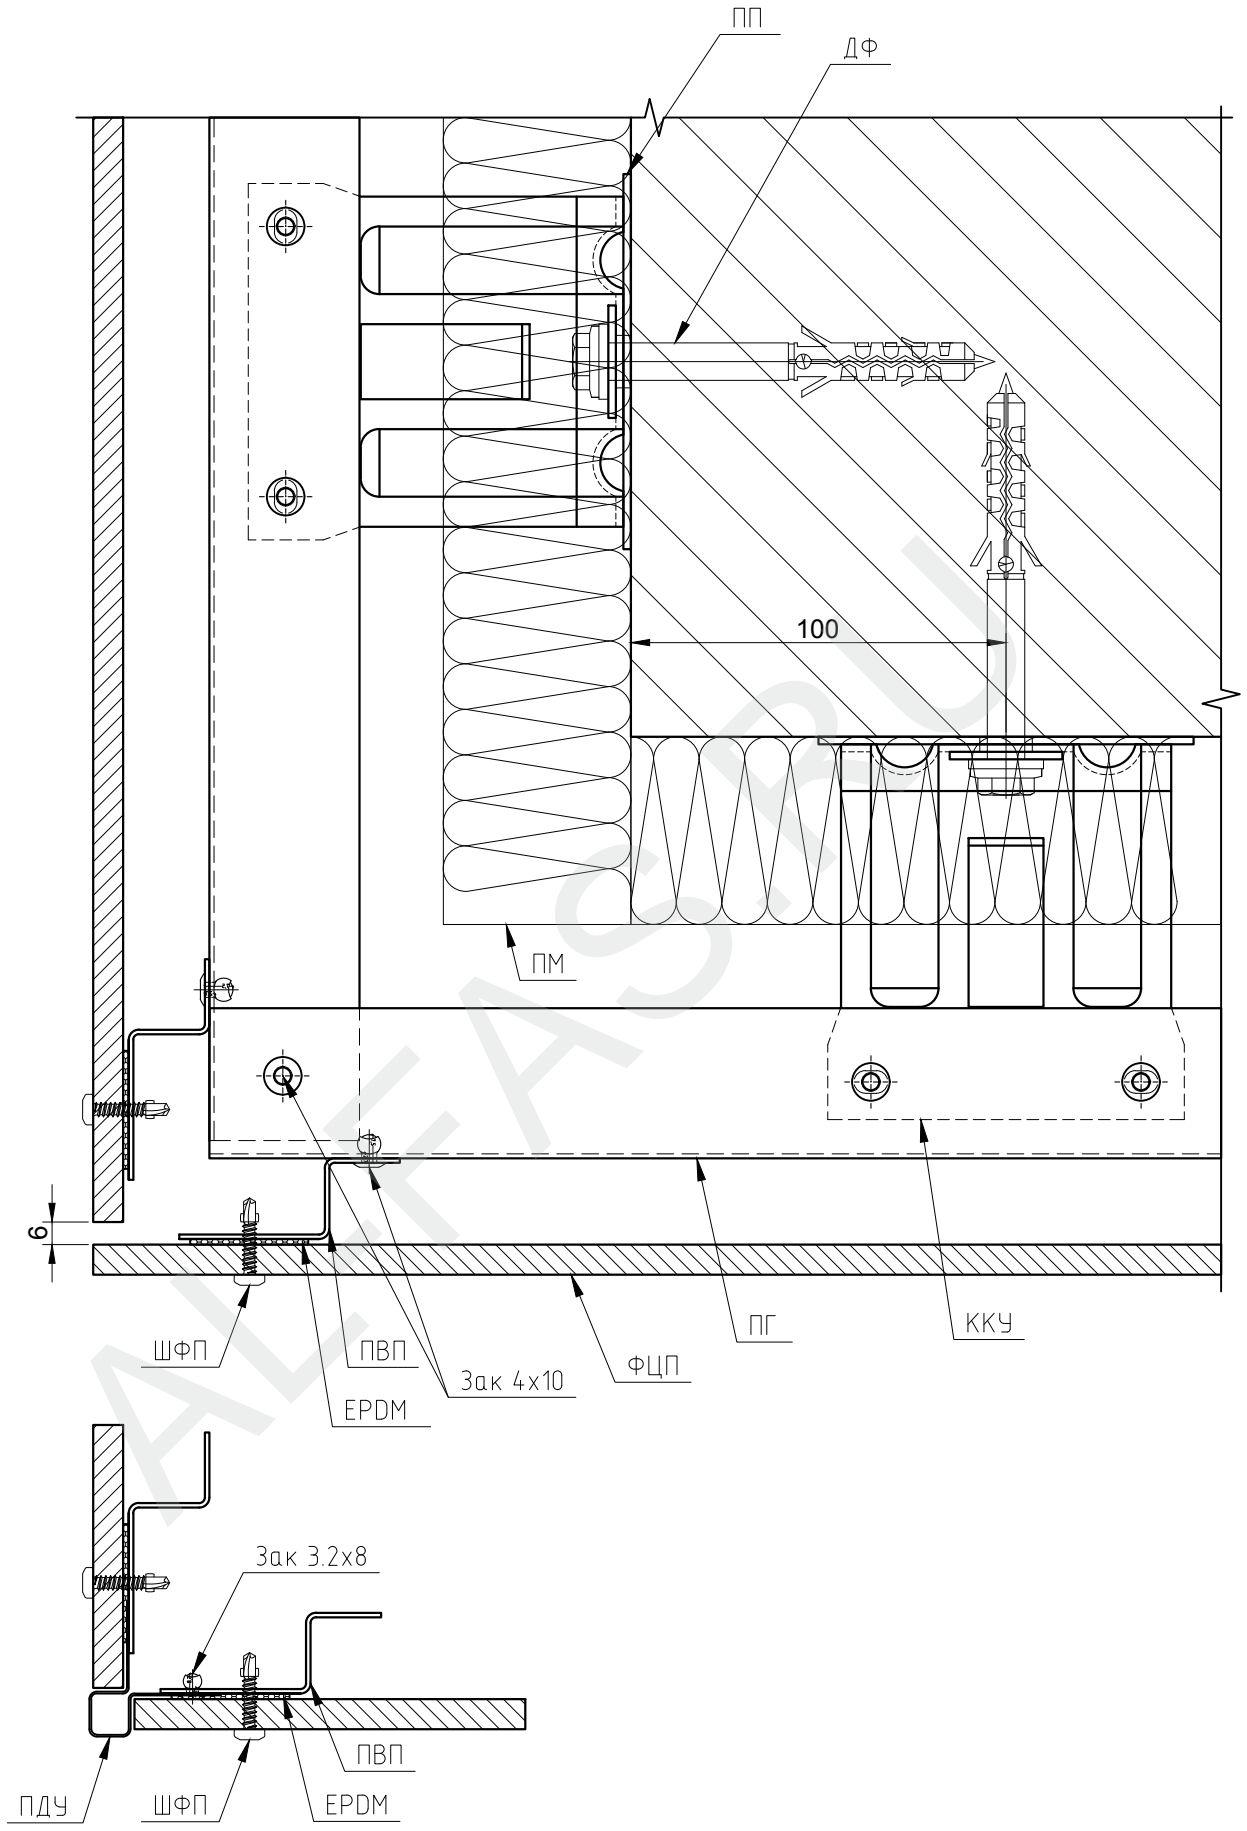 ПП
ДФ
100
ПМ
6
ШФП
ПВП
EPDM
Зак 4х10
ФЦП
ПГ
ККУ
Зак 3.2х8
ПДУ
ШФП
EPDM
ПВП
ALFAS.RU